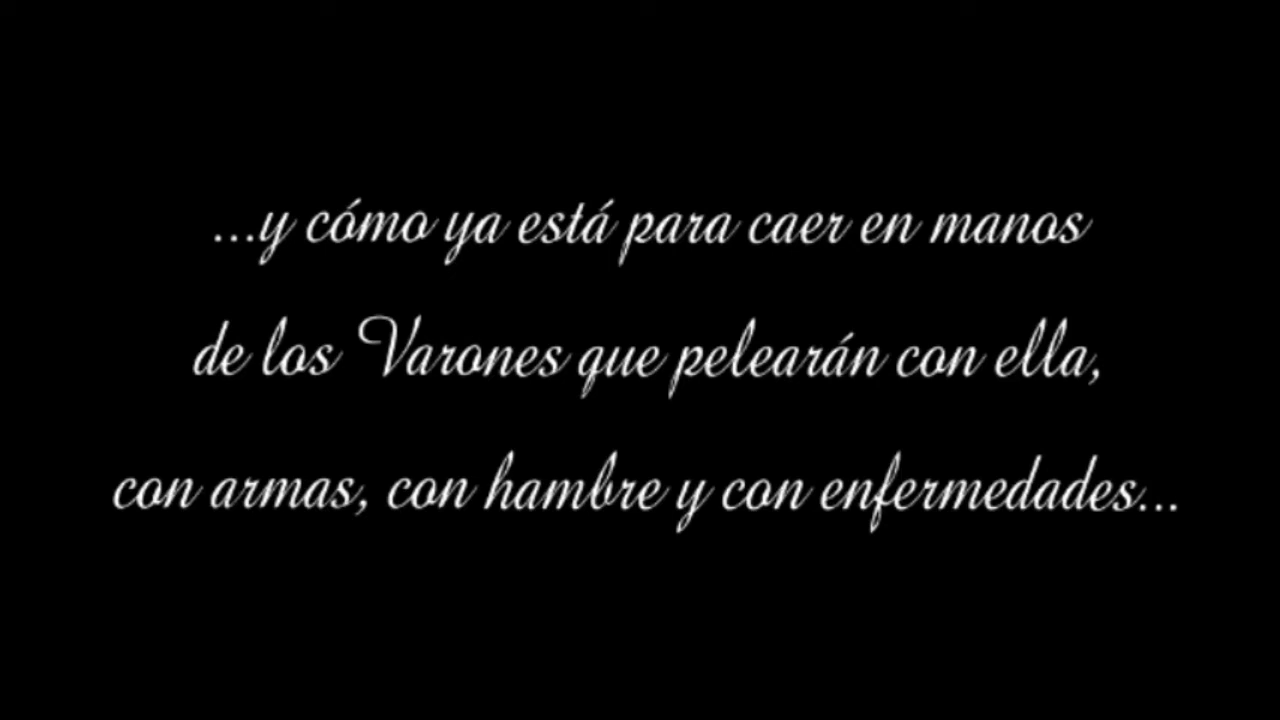 ...y cómo ya está para caer en manos
de los Varones que pelearán con ella,
con armas, con hambre y con enfermedades...